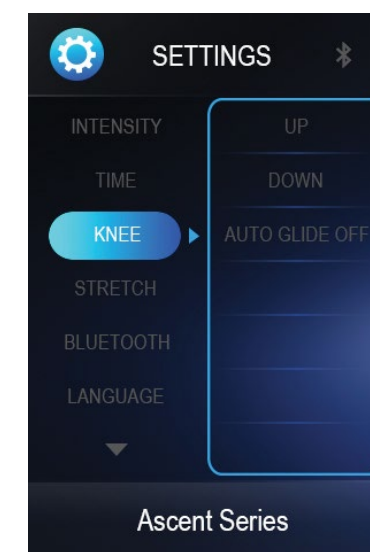 SETTINGS
INTENSITY
TIME
KNEE
STRETCH
BLUETOOTH
LANGUAGE
UP
DOWN
AUTO GLIDE OFF
Ascent Series